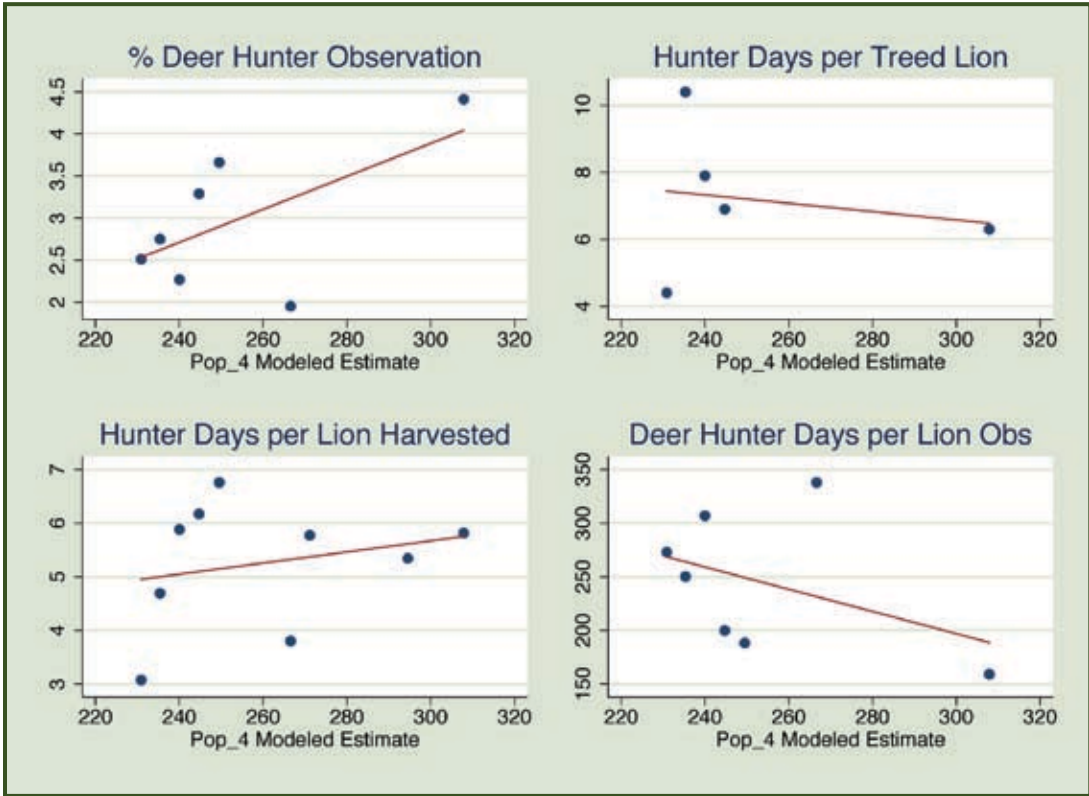 % Deer Hunter Observation
4.5
4
3.5
3
2.5
2
220 240 260 280 300 320
Pop_4 Modeled Estimate
Hunter Days per Treed Lion
10
8
6
4
220 240 260 280 300 320
Pop_4 Modeled Estimate
Hunter Days per Lion Harvested
7
6
5
4
3
220 240 260 280 300 320
Pop_4 Modeled Estimate
Deer Hunter Days per Lion Obs
350
300
250
200
150
220 240 260 280 300 320
Pop_4 Modeled Estimate